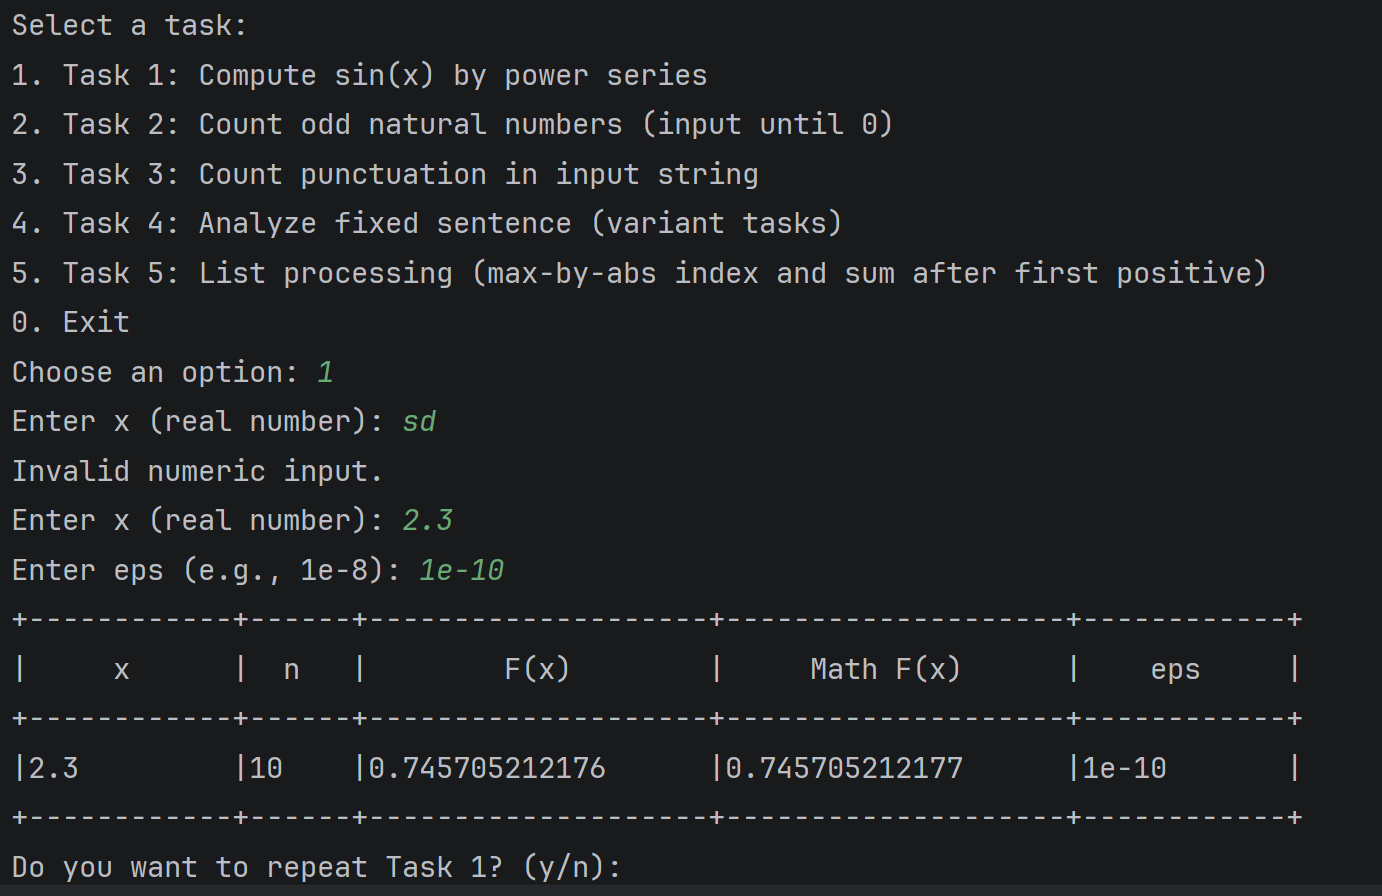 Select a task:
1. Task 1: Compute sin(x) by power series
2. Task 2: Count odd natural numbers (input until 0)
3. Task 3: Count punctuation in input string
4. Task 4: Analyze fixed sentence (variant tasks)
5. Task 5: List processing (max-by-abs index and sum after first positive)
0. Exit
Choose an option: 1
Enter x (real number): sd
Invalid numeric input.
Enter x (real number): 2.3
Enter eps (e.g., 1e-8): 1e-10
+------------+------+--------------------+--------------------+------------+
|     x      |  n   |        F(x)        |     Math F(x)      |    eps     |
+------------+------+--------------------+--------------------+------------+
|2.3         |10    |0.745705212176      |0.745705212177      |1e-10       |
+------------+------+--------------------+--------------------+------------+
Do you want to repeat Task 1? (y/n):